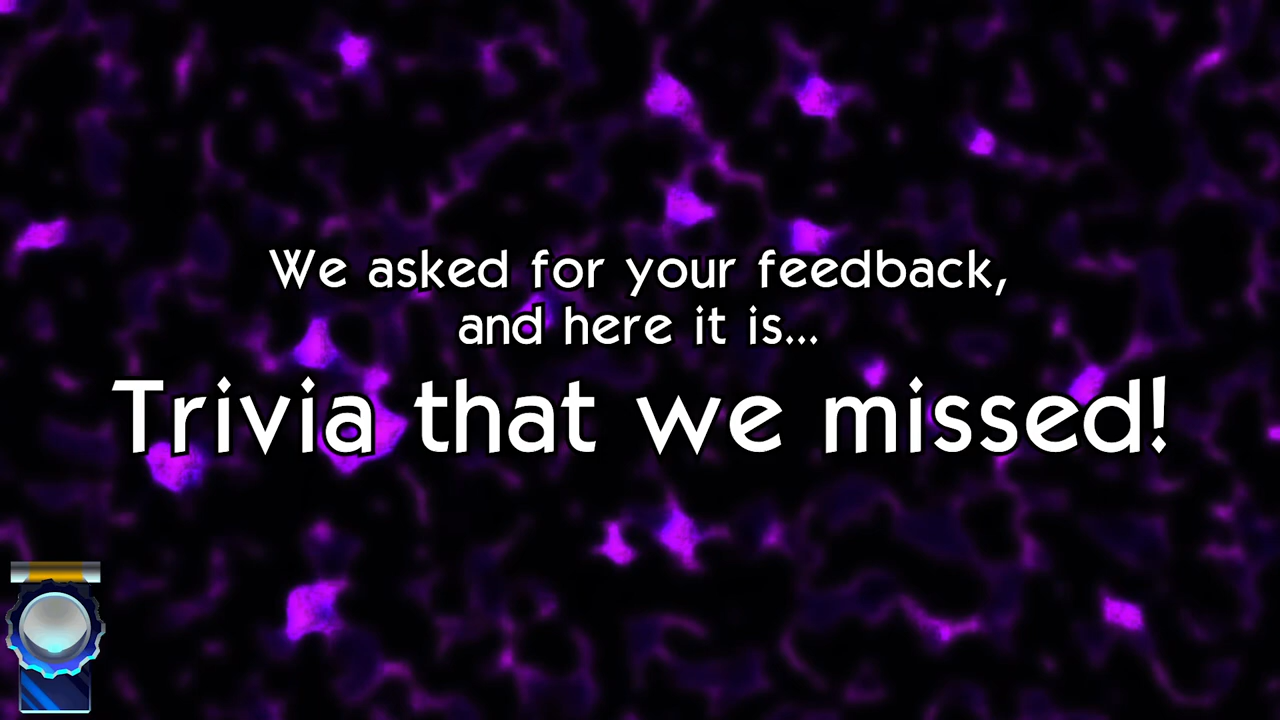 We asked for your feedback,
and here it is...
Trivia that we missed!